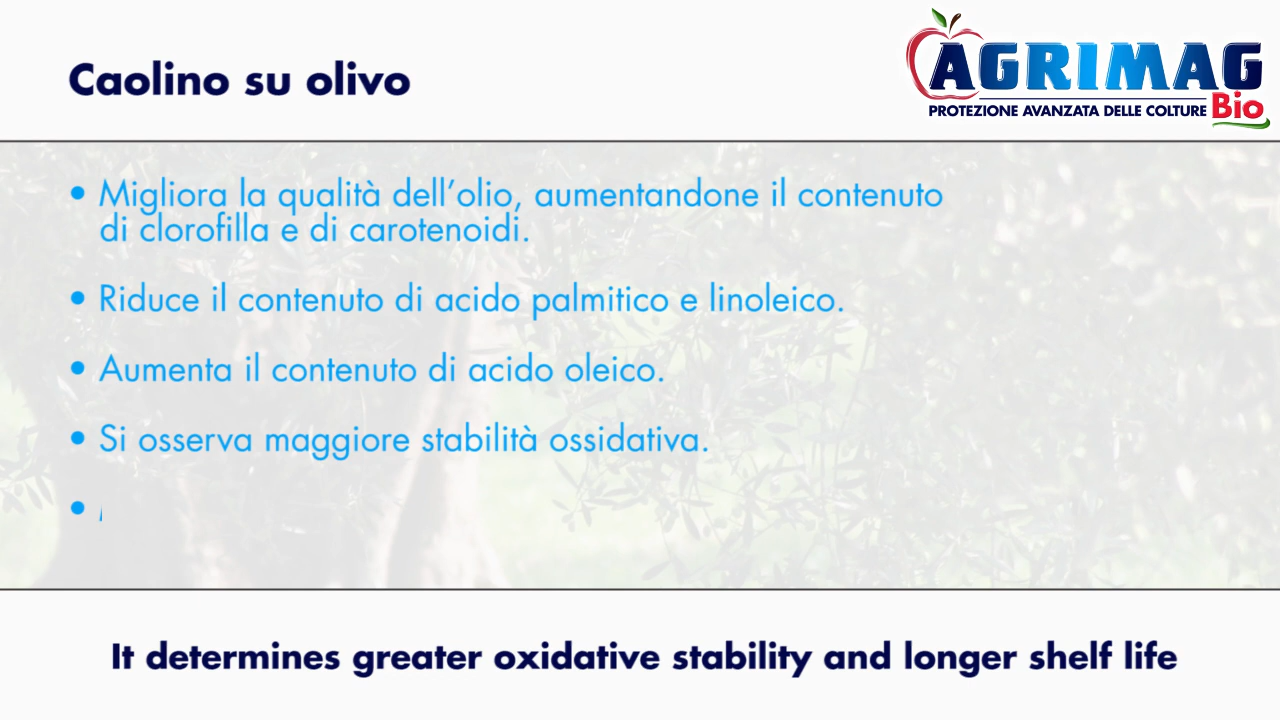 Caolino su olivo
AGRIMAG
PROTEZIONE AVANZATA DELLE COLTURE Bio
• Migliora la qualità dell’olio, aumentandone il contenuto
di clorofilla e di carotenoidi.
• Riduce il contenuto di acido palmitico e linoleico.
• Aumenta il contenuto di acido oleico.
• Si osserva maggiore stabilità ossidativa.
•
It determines greater oxidative stability and longer shelf life